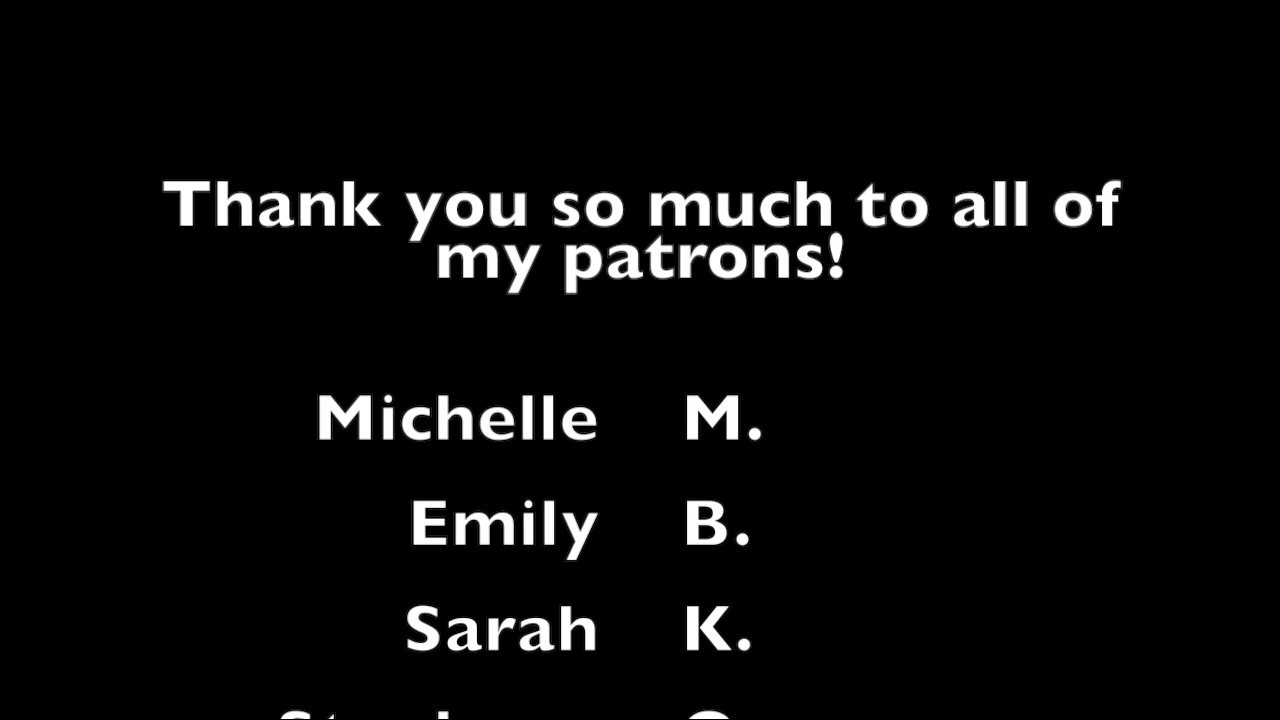 Thank you so much to all of
my patrons!
Michelle M.
Emily B.
Sarah K.